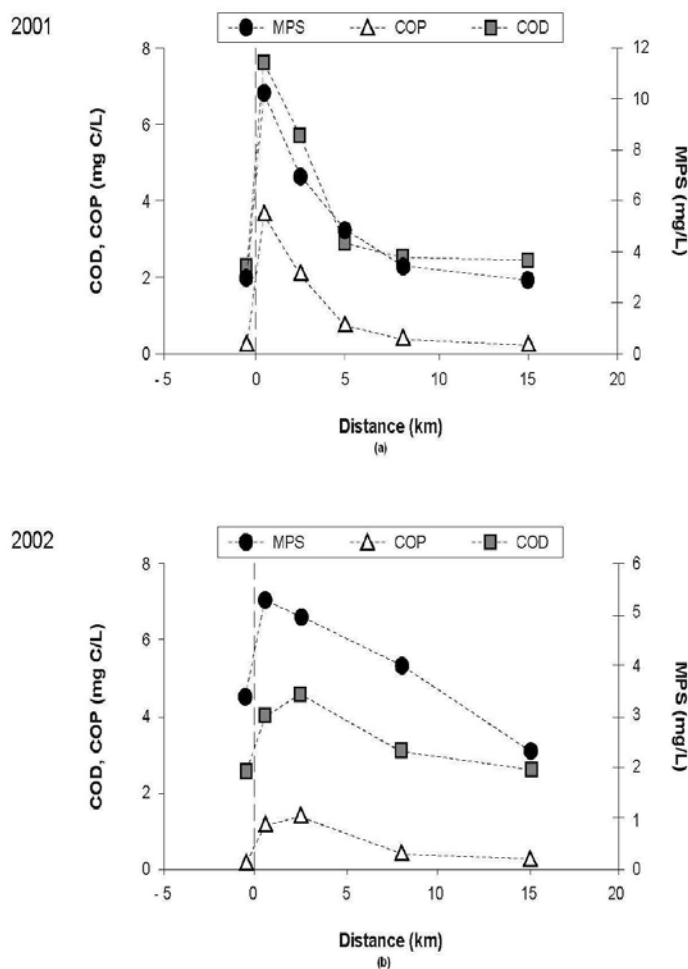 2001
MPS COP COD
8 12
10
6
8
4 6
4
2
2
0 0
- 5 0 5 10 15 20
COD, COP (mg C/L)
MPS (mg/L)
Distance (km)
(a)
2002
MPS COP COD
8 6
5
6
4
4 3
2
2
1
0 0
- 5 0 5 10 15 20
COD, COP (mg C/L)
MPS (mg/L)
Distance (km)
(b)